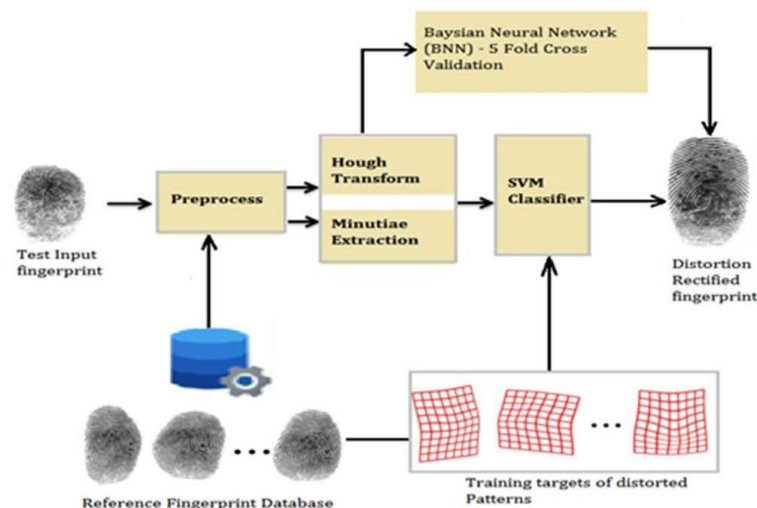 Baysian Neural Network
(BNN) - 5 Fold Cross
Validation
Hough
Transform
Preprocess
SVM
Classifier
Minutiae
Extraction
Test Input
fingerprint
Distortion
Rectified
fingerprint
Training targets of distorted
Patterns
Reference Fingerprint Database